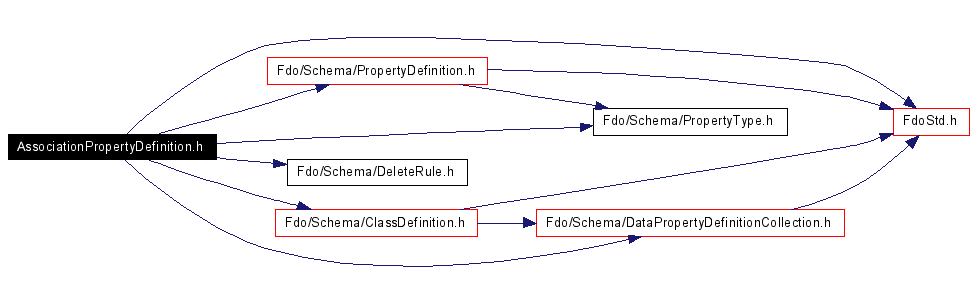 Fdo/Schema/PropertyDefinition.h
Fdo/Schema/PropertyType.h
FdoStd.h
AssociationPropertyDefinition.h
Fdo/Schema/DeleteRule.h
Fdo/Schema/ClassDefinition.h
Fdo/Schema/DataPropertyDefinitionCollection.h